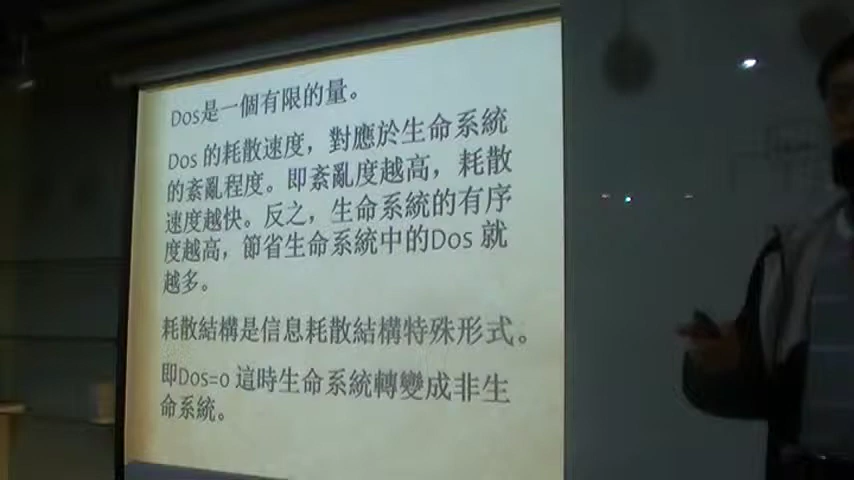 Dos是一個有限的量。
Dos 的耗散速度，對應於生命系統
的紊亂程度。即紊亂度越高，耗散
速度越快。反之，生命系統的有序
度越高，節省生命系統中的Dos 就
越多。
耗散結構是信息耗散結構特殊形式。
即Dos=0 這時生命系統轉變成非生
命系統。